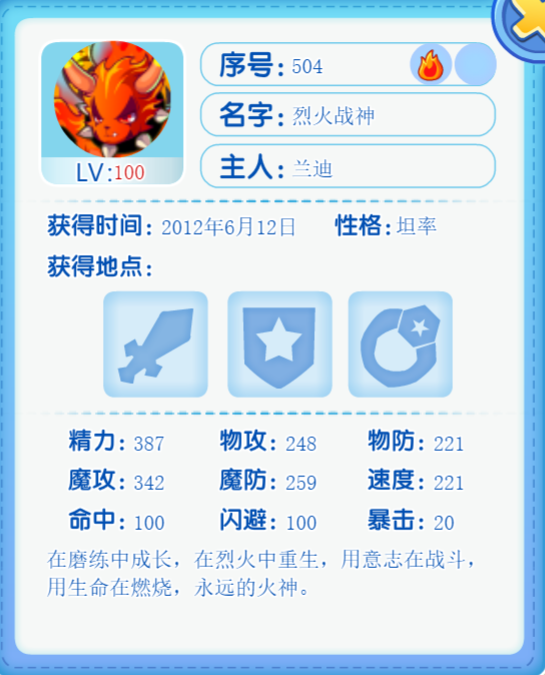 序号: 504
LV:100
名字: 烈火战神
主人: 兰迪
获得时间: 2012年6月12日 性格: 坦率
获得地点:
精力: 387 物攻: 248 物防: 221
魔攻: 342 魔防: 259 速度: 221
命中: 100 闪避: 100 暴击: 20
在磨练中成长，在烈火中重生，用意志在战斗，
用生命在燃烧，永远的火神。